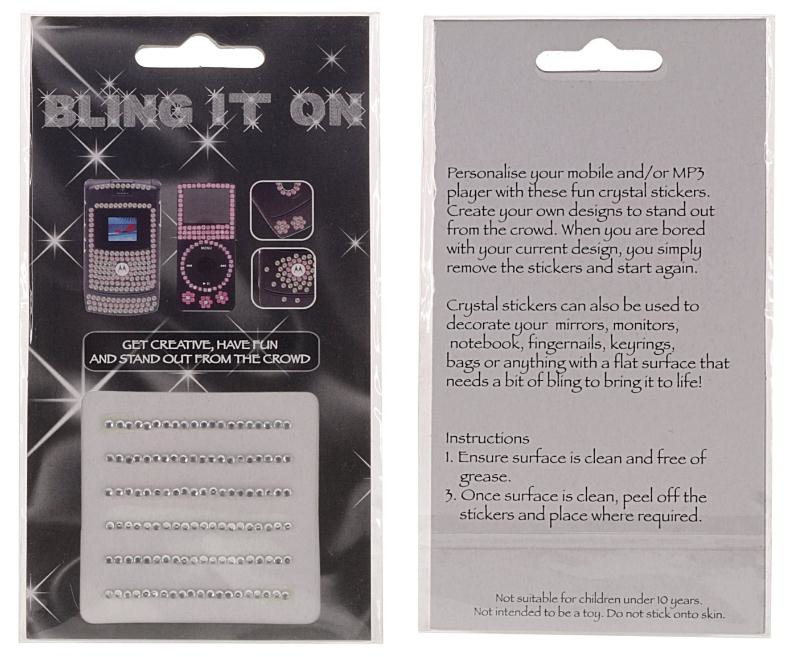 BLING IT ON
MENU
GET CREATIVE, HAVE FUN
AND STAND OUT FROM THE CROWD
Personalise your mobile and/or MP3
player with these fun crystal stickers.
Create your own designs to stand out
from the crowd. When you are bored
with your current design, you simply
remove the stickers and start again.
Crystal stickers can also be used to
decorate your mirrors, monitors,
notebook, fingernails, keyrings,
bags or anything with a flat surface that
needs a bit of bling to bring it to life!
Instructions
1. Ensure surface is clean and free of
grease.
3. Once surface is clean, peel off the
stickers and place where required.
Not suitable for children under 10 years.
Not intended to be a toy. Do not stick onto skin.